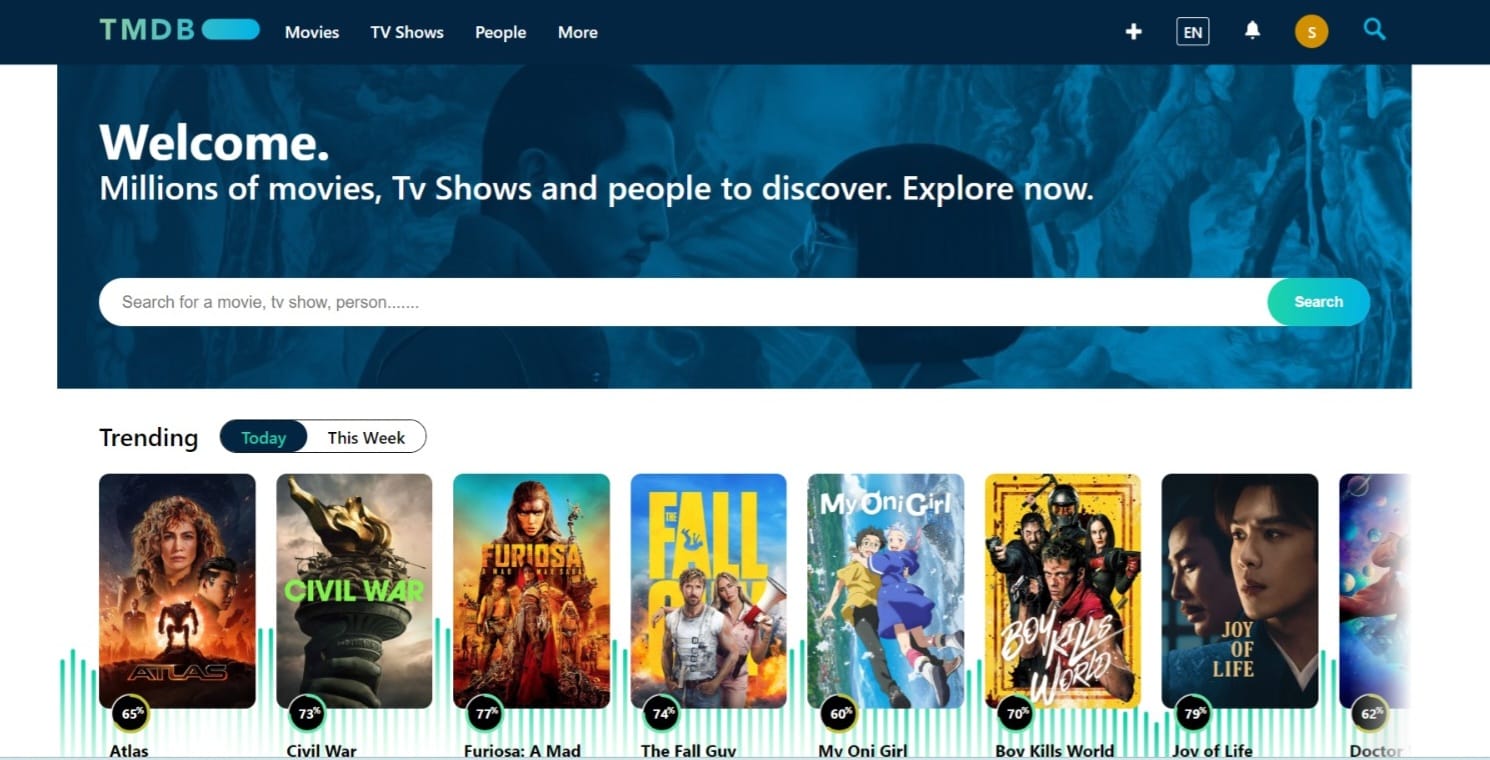 TMDB Movies TV Shows People More EN S
Welcome.
Millions of movies, Tv Shows and people to discover. Explore now.
Search for a movie, tv show, person....... Search
Trending Today This Week
ATLAS
CIVIL WAR
FURIOSA
A MAD MAX SAGA
THE
FALL
GUY
My Oni Girl
BOY KILLS
WORLD
JOY
OF
LIFE
65% 73% 77% 74% 60% 70% 79% 62%
Atlas Civil War Furiosa: A Mad The Fall Guy My Oni Girl Boy Kills World Joy of Life Doctor